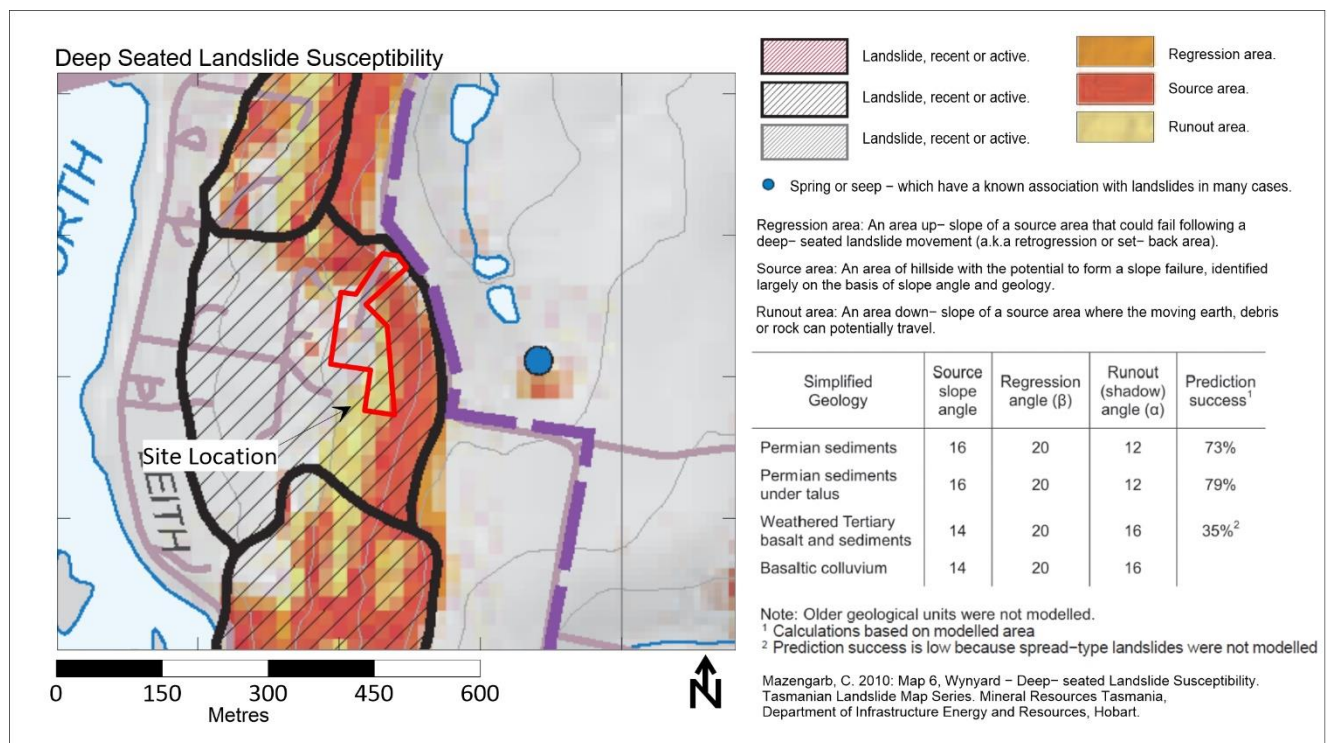 Deep Seated Landslide Susceptibility
ORTH
LEITH
Site Location
0 150 300 450 600
Metres
N
Landslide, recent or active.
Landslide, recent or active.
Landslide, recent or active.
Regression area.
Source area.
Runout area.
Spring or seep – which have a known association with landslides in many cases.
Regression area: An area up– slope of a source area that could fail following a
deep– seated landslide movement (a.k.a retrogression or set– back area).
Source area: An area of hillside with the potential to form a slope failure, identified
largely on the basis of slope angle and geology.
Runout area: An area down– slope of a source area where the moving earth, debris
or rock can potentially travel.
Simplified Geology
Source slope angle
Regression angle (β)
Runout (shadow) angle (α)
Prediction success1
Permian sediments 16 20 12 73%
Permian sediments under talus 16 20 12 79%
Weathered Tertiary basalt and sediments 14 20 16 35%2
Basaltic colluvium 14 20 16
Note: Older geological units were not modelled.
1 Calculations based on modelled area
2 Prediction success is low because spread–type landslides were not modelled
Mazengarb, C. 2010: Map 6, Wynyard – Deep– seated Landslide Susceptibility.
Tasmanian Landslide Map Series. Mineral Resources Tasmania,
Department of Infrastructure Energy and Resources, Hobart.